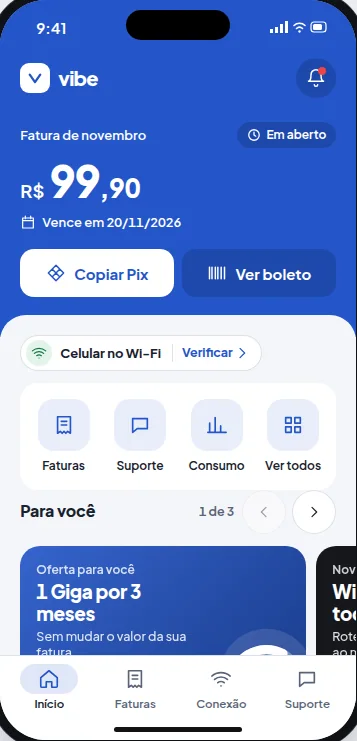 9:41
vibe
Fatura de novembro
Em aberto
R$ 99,90
Vence em 20/11/2026
Copiar Pix
Ver boleto
Celular no Wi-Fi
Verificar
Faturas
Suporte
Consumo
Ver todos
Para você
1 de 3
Oferta para você
1 Giga por 3
meses
Sem mudar o valor da sua
fatura
Início
Faturas
Conexão
Suporte